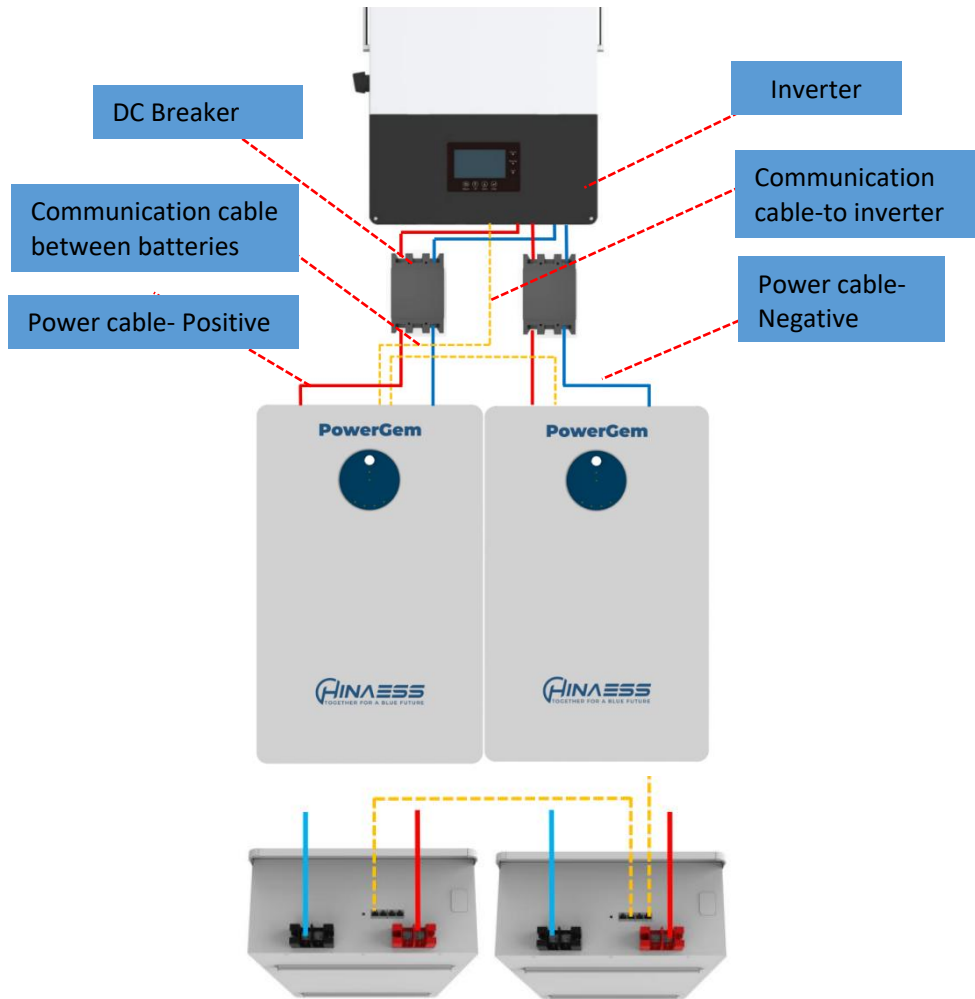 Inverter
DC Breaker
Communication
cable-to inverter
Communication cable
between batteries
Power cable-
Negative
Power cable- Positive
PowerGem
PowerGem
HINAESS
TOGETHER FOR A BLUE FUTURE
HINAESS
TOGETHER FOR A BLUE FUTURE